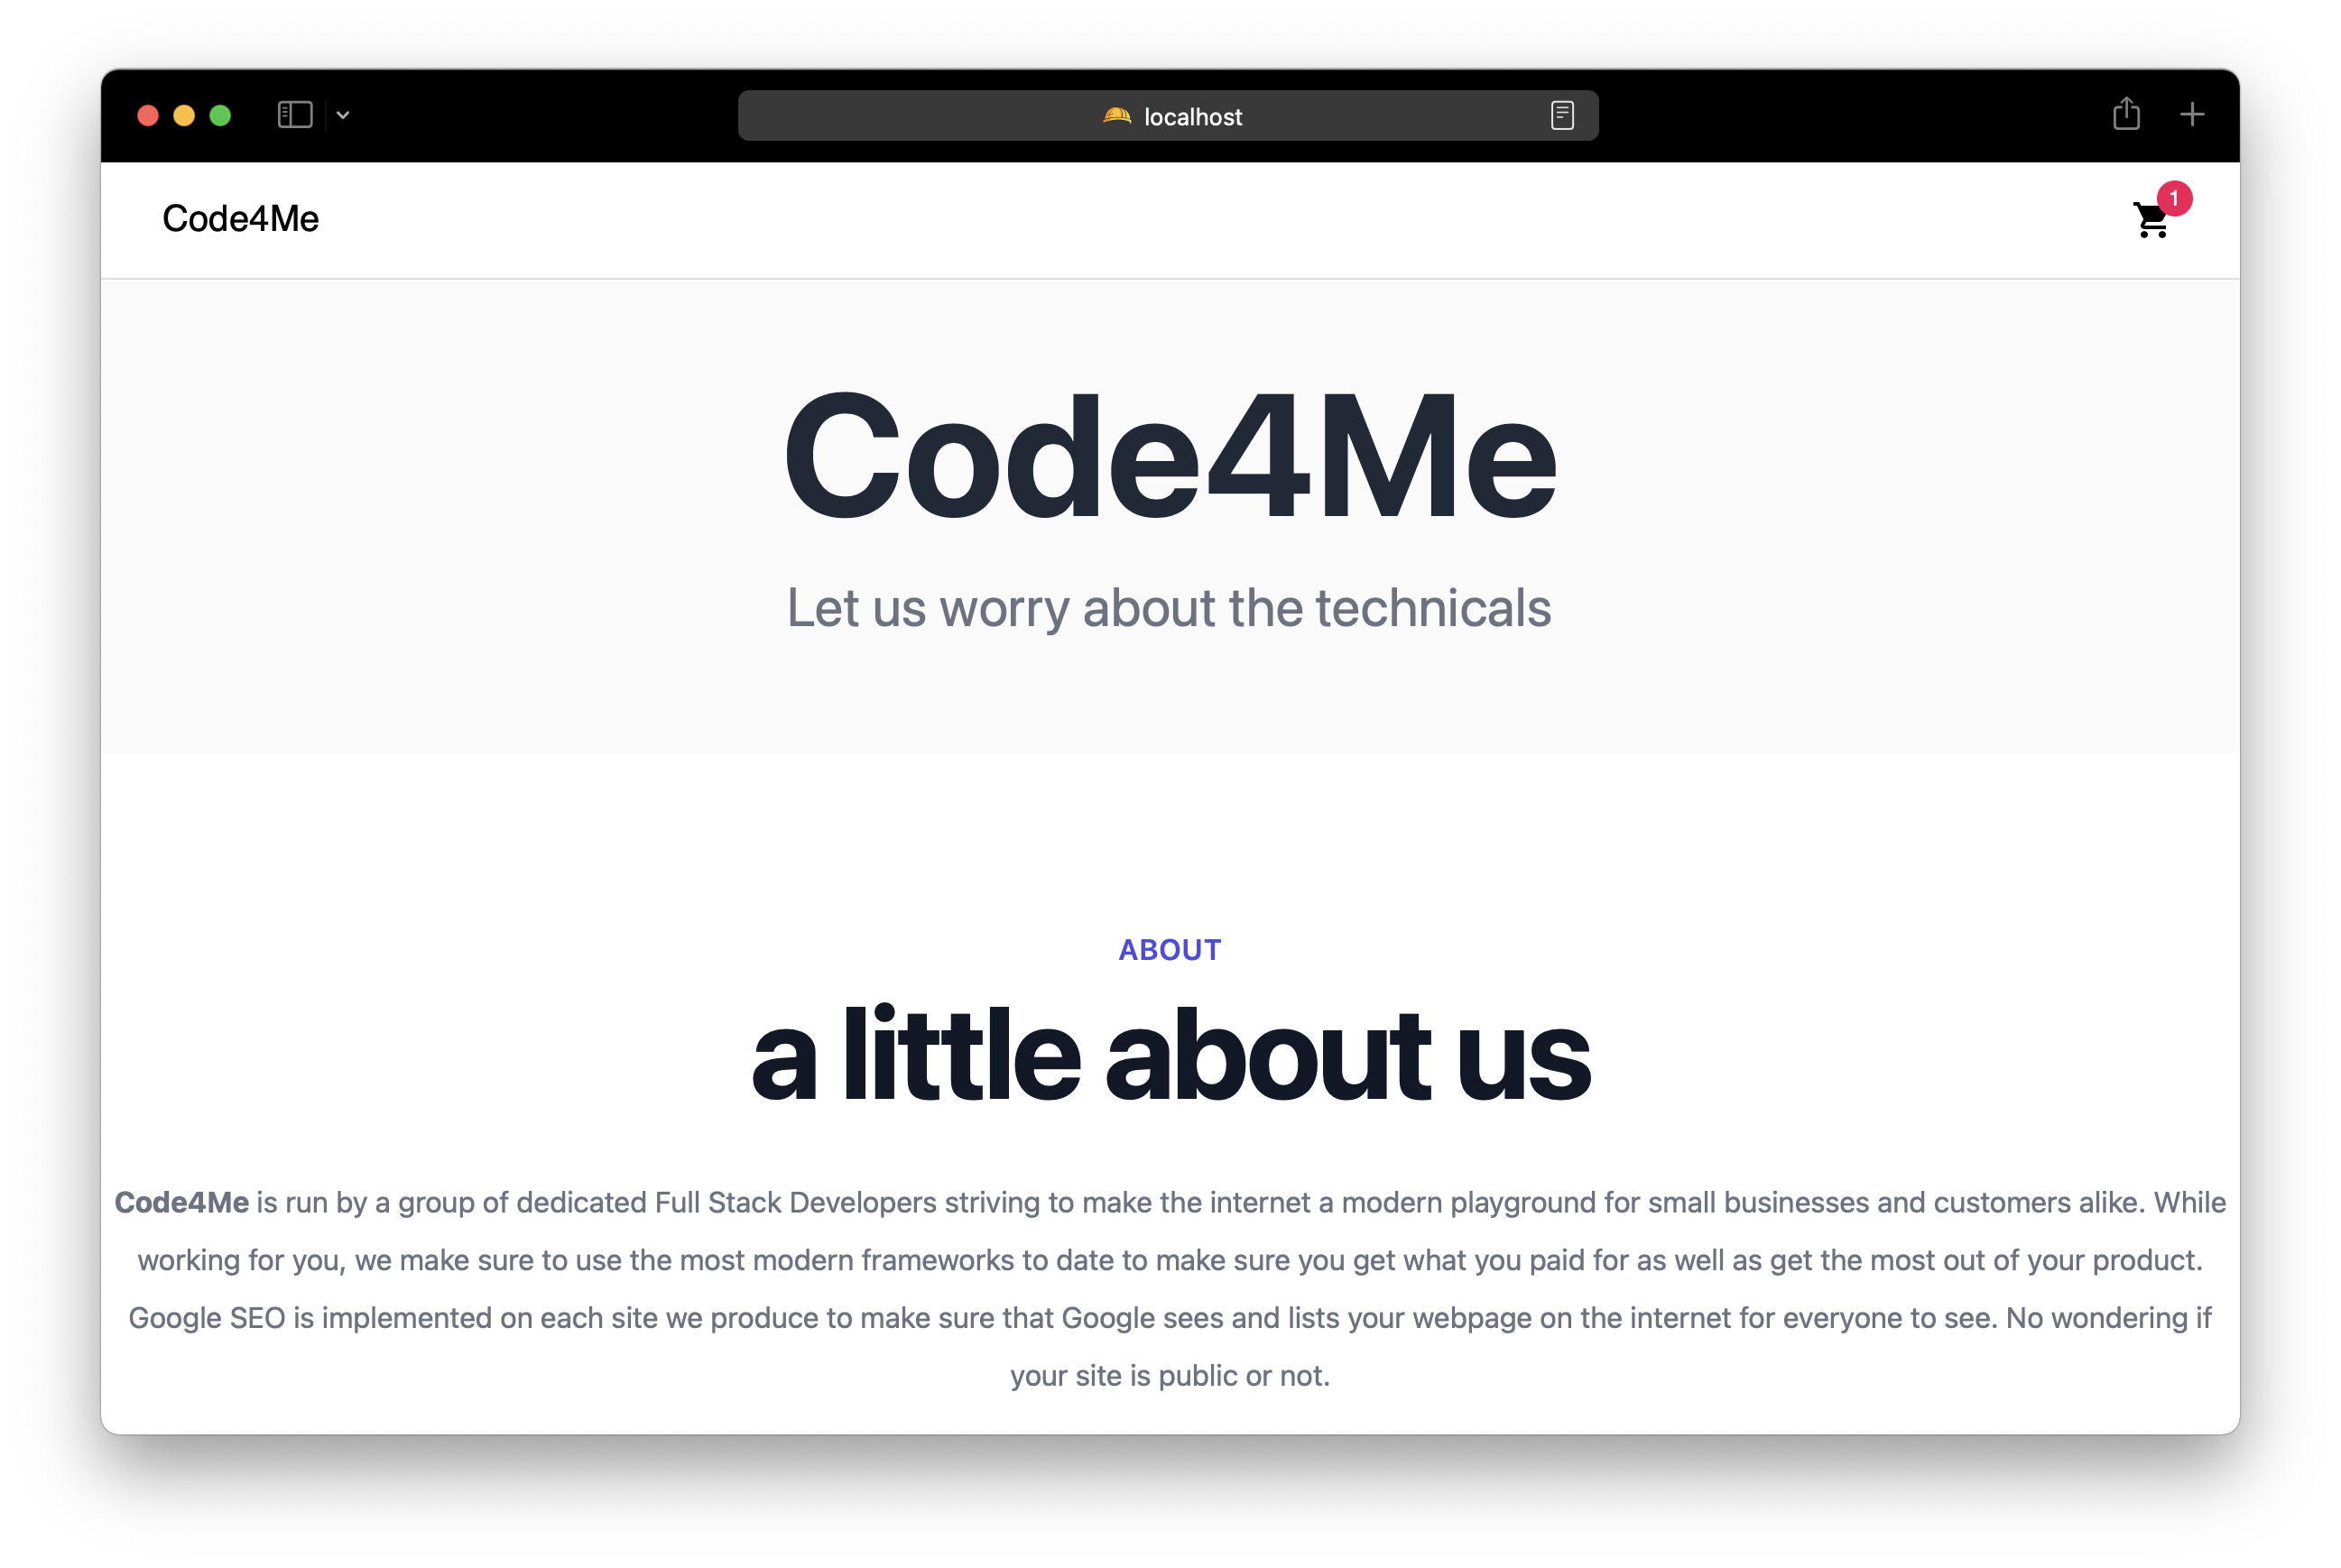 localhost
Code4Me
1
Code4Me
Let us worry about the technicals
ABOUT
a little about us
Code4Me is run by a group of dedicated Full Stack Developers striving to make the internet a modern playground for small businesses and customers alike. While
working for you, we make sure to use the most modern frameworks to date to make sure you get what you paid for as well as get the most out of your product.
Google SEO is implemented on each site we produce to make sure that Google sees and lists your webpage on the internet for everyone to see. No wondering if
your site is public or not.